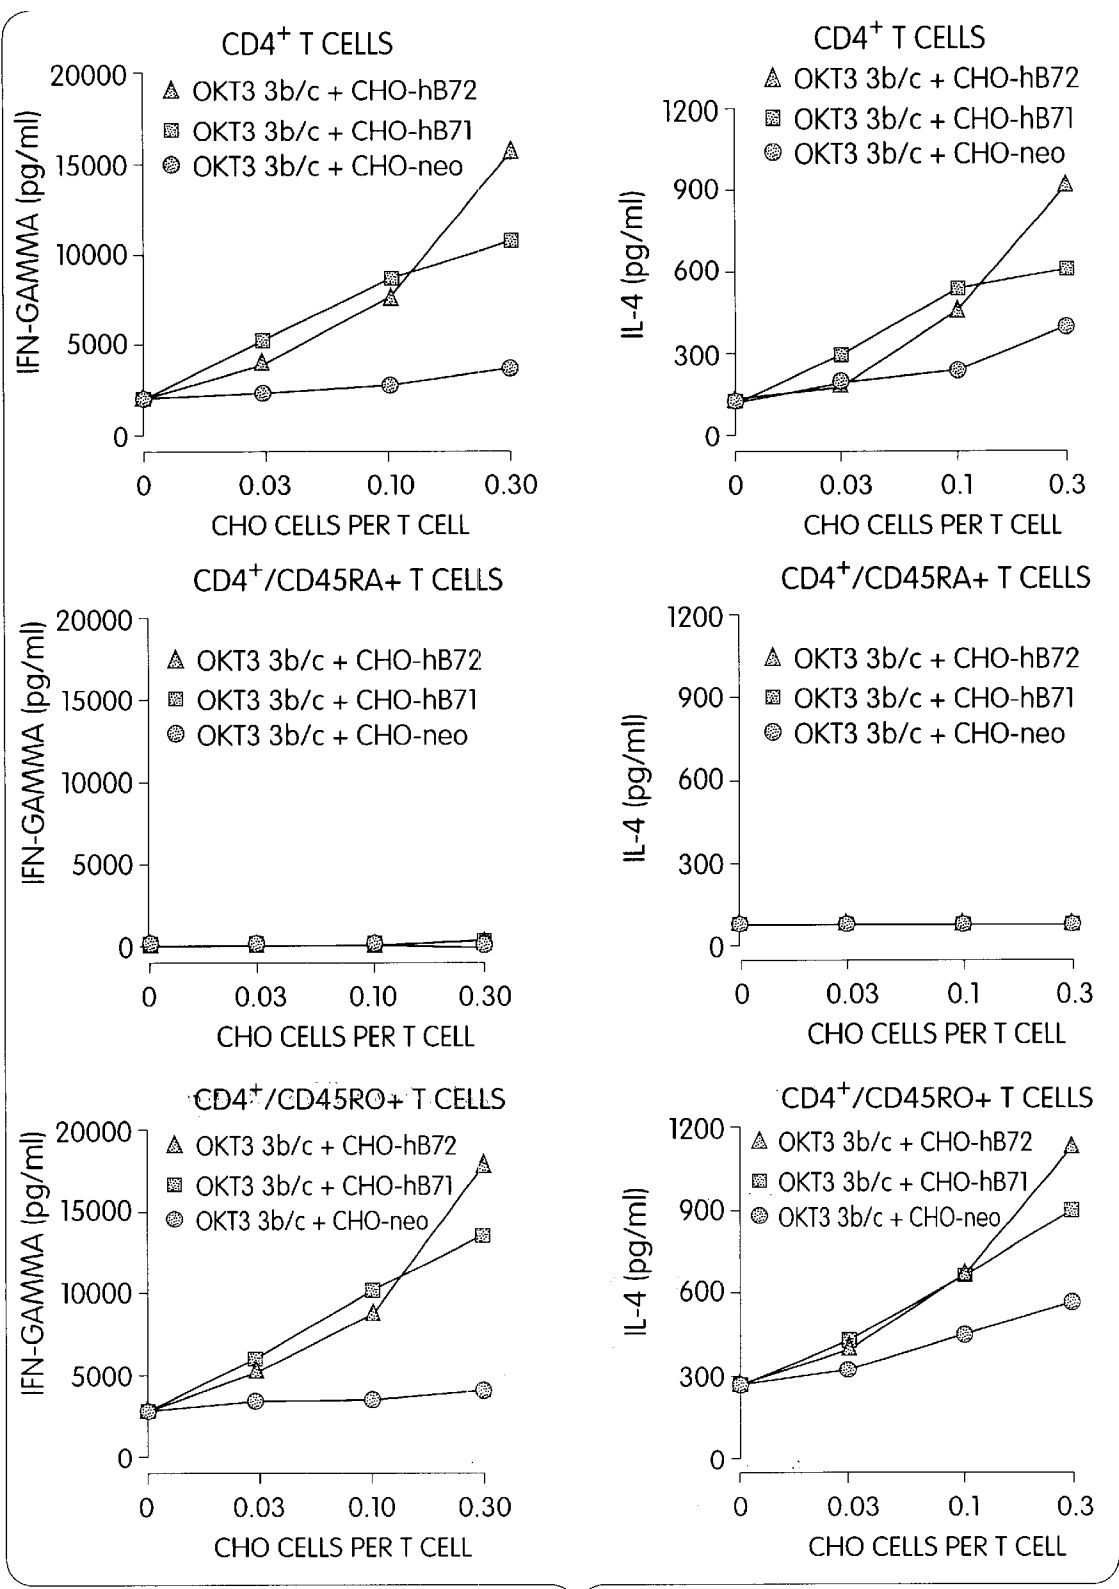 CD4+ T CELLS
20000
15000
10000
5000
0
IFN-GAMMA (pg/ml)
OKT3 3b/c + CHO-hB72
OKT3 3b/c + CHO-hB71
OKT3 3b/c + CHO-neo
0 0.03 0.10 0.30
CHO CELLS PER T CELL
CD4+ T CELLS
1200
900
600
300
0
IL-4 (pg/ml)
OKT3 3b/c + CHO-hB72
OKT3 3b/c + CHO-hB71
OKT3 3b/c + CHO-neo
0 0.03 0.1 0.3
CHO CELLS PER T CELL
CD4+/CD45RA+ T CELLS
20000
15000
10000
5000
0
IFN-GAMMA (pg/ml)
OKT3 3b/c + CHO-hB72
OKT3 3b/c + CHO-hB71
OKT3 3b/c + CHO-neo
0 0.03 0.10 0.30
CHO CELLS PER T CELL
CD4+/CD45RA+ T CELLS
1200
900
600
300
0
IL-4 (pg/ml)
OKT3 3b/c + CHO-hB72
OKT3 3b/c + CHO-hB71
OKT3 3b/c + CHO-neo
0 0.03 0.1 0.3
CHO CELLS PER T CELL
CD4+/CD45RO+ T CELLS
20000
15000
10000
5000
0
IFN-GAMMA (pg/ml)
OKT3 3b/c + CHO-hB72
OKT3 3b/c + CHO-hB71
OKT3 3b/c + CHO-neo
0 0.03 0.10 0.30
CHO CELLS PER T CELL
CD4+/CD45RO+ T CELLS
1200
900
600
300
0
IL-4 (pg/ml)
OKT3 3b/c + CHO-hB72
OKT3 3b/c + CHO-hB71
OKT3 3b/c + CHO-neo
0 0.03 0.1 0.3
CHO CELLS PER T CELL